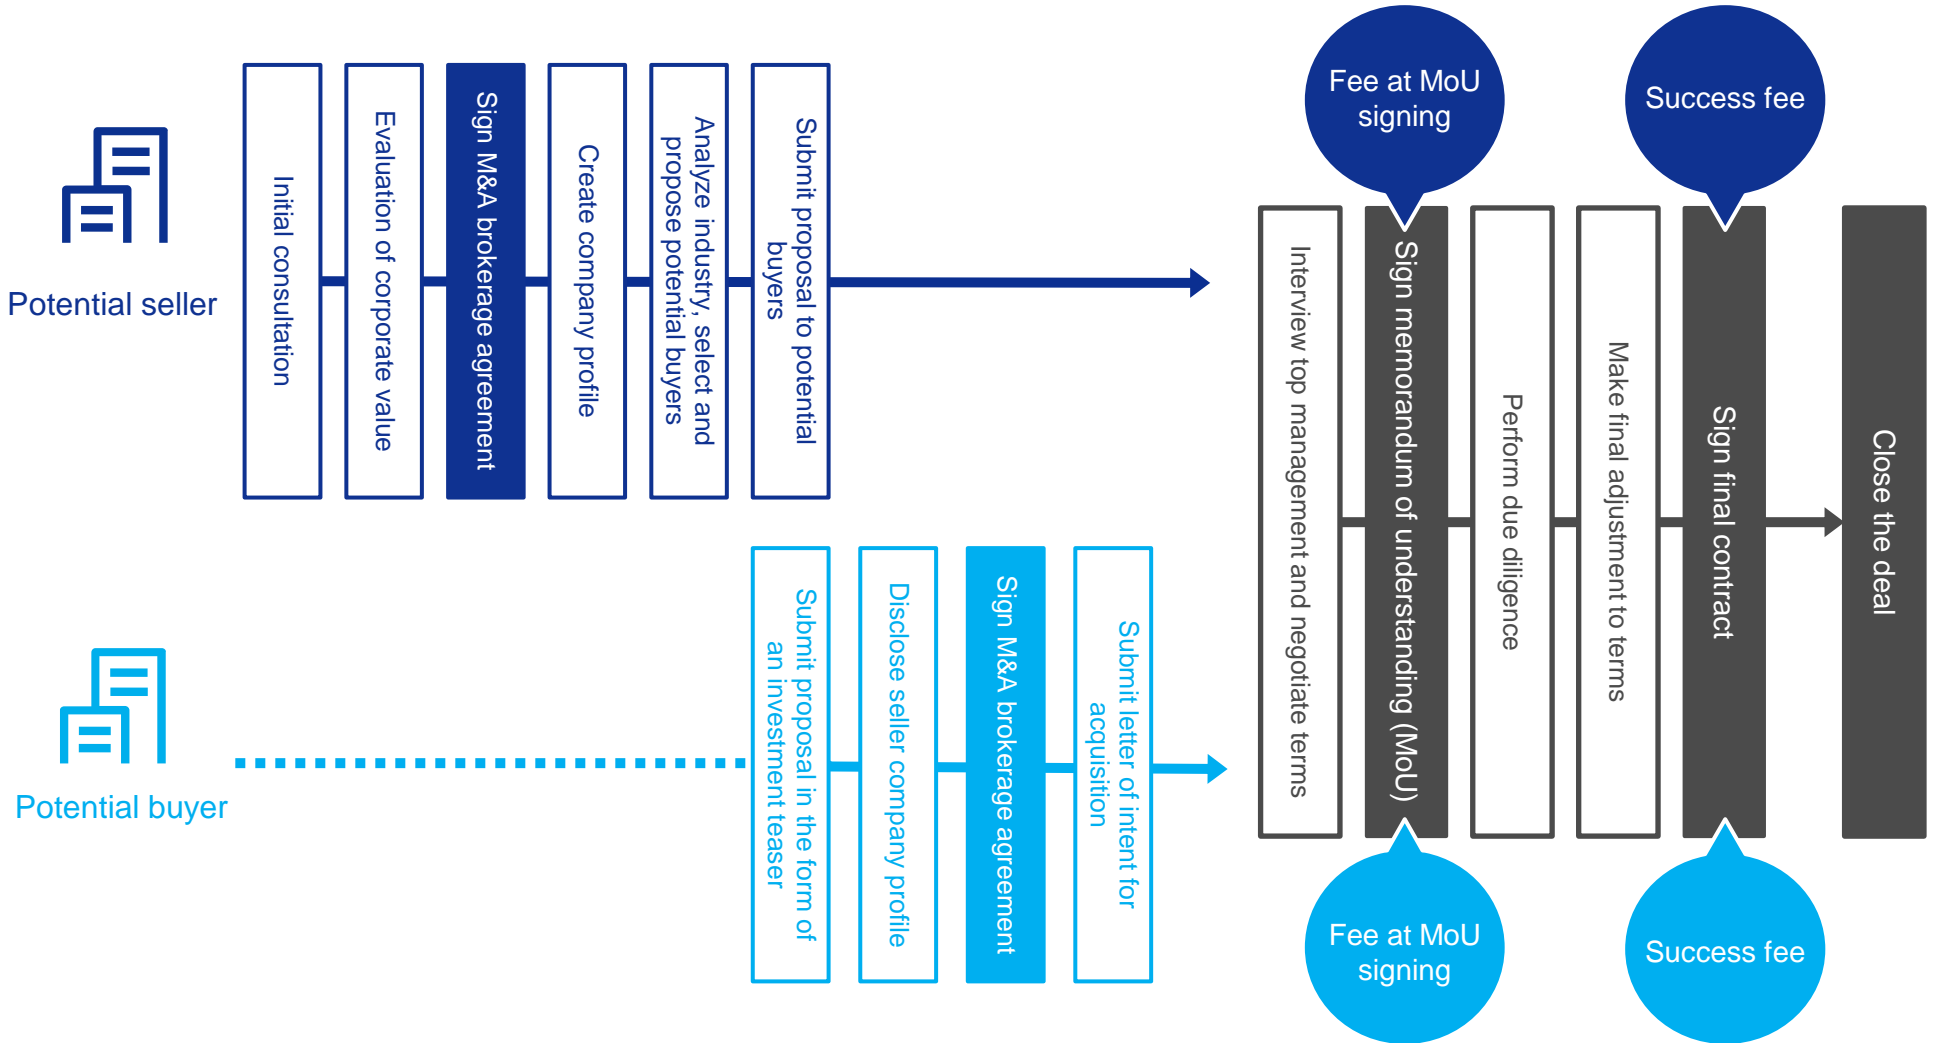 Potential seller
Initial consultation
Evaluation of corporate value
Sign M&A brokerage agreement
Create company profile
Analyze industry, select and
propose potential buyers
Submit proposal to potential
buyers
Potential buyer
Submit proposal in the form of
an investment teaser
Disclose seller company profile
Sign M&A brokerage agreement
Submit letter of intent for
acquisition
Fee at MoU
signing
Success fee
Interview top management and negotiate terms
Sign memorandum of understanding (MoU)
Perform due diligence
Make final adjustment to terms
Sign final contract
Close the deal
Fee at MoU
signing
Success fee